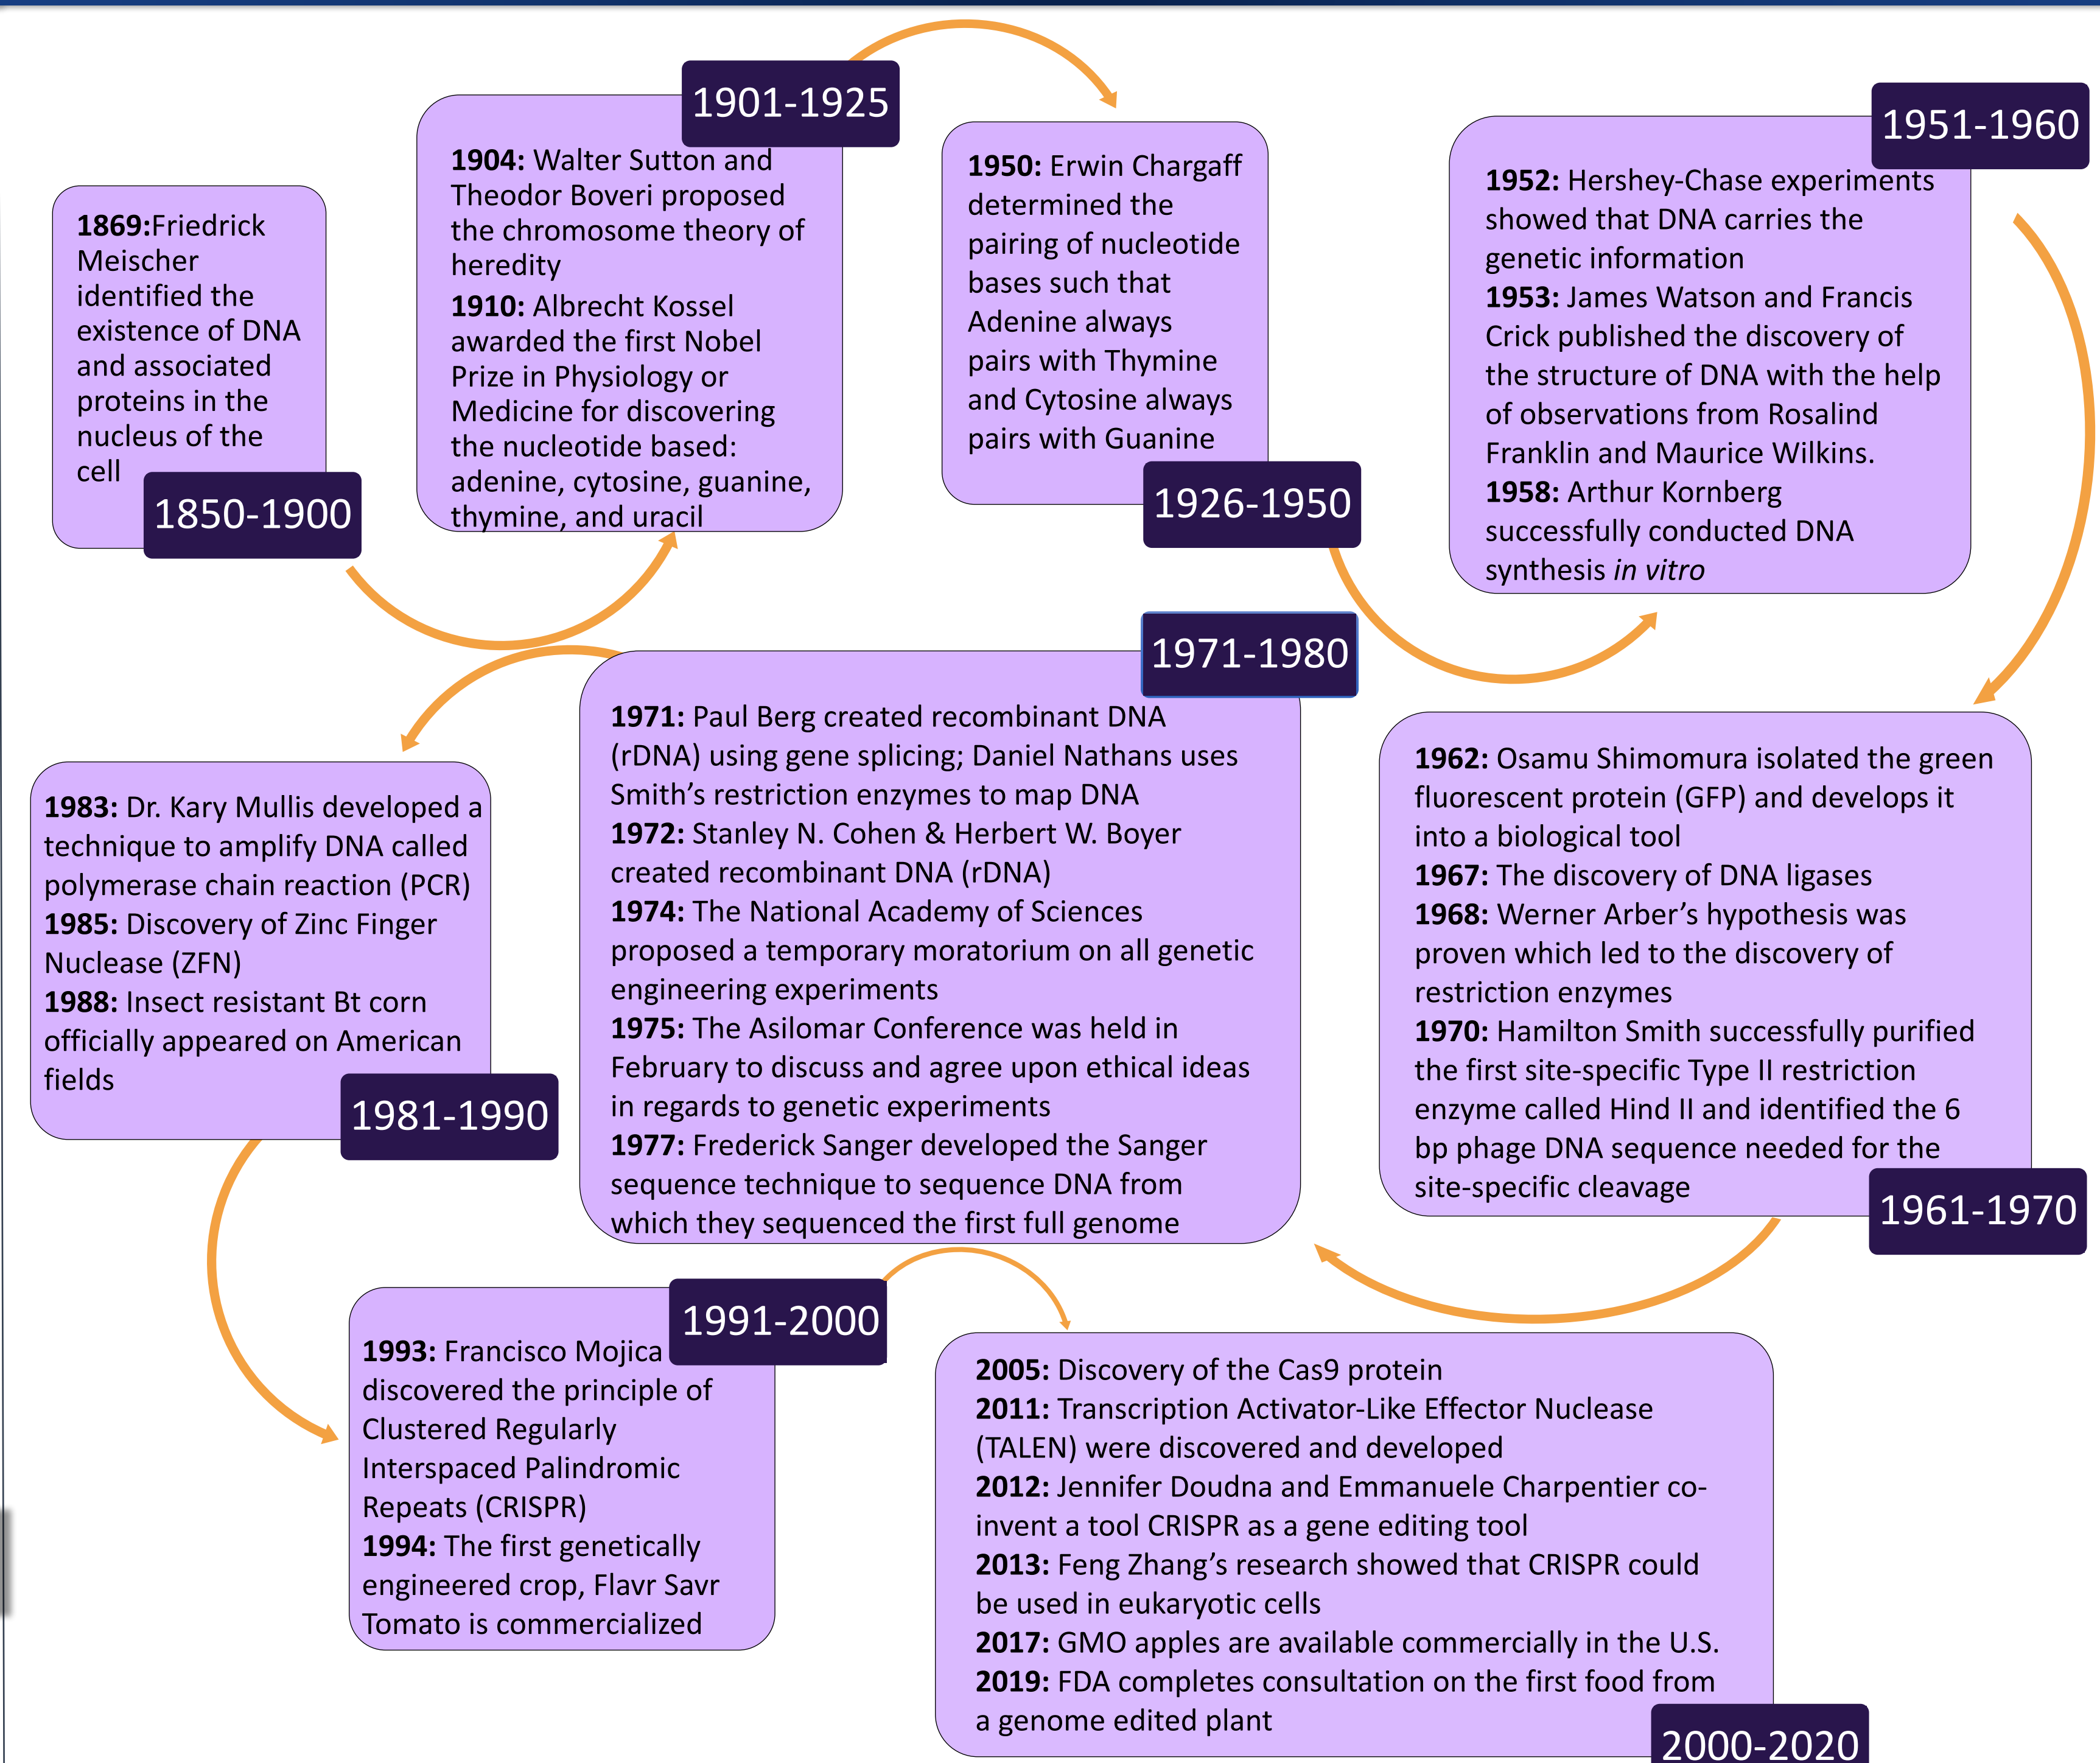 1869:Friedrick
Meischer
identified the
existence of DNA
and associated
proteins in the
nucleus of the
cell
1850-1900
1901-1925
1904: Walter Sutton and
Theodor Boveri proposed
the chromosome theory of
heredity
1910: Albrecht Kossel
awarded the first Nobel
Prize in Physiology or
Medicine for discovering
the nucleotide based:
adenine, cytosine, guanine,
thymine, and uracil
1950: Erwin Chargaff
determined the
pairing of nucleotide
bases such that
Adenine always
pairs with Thymine
and Cytosine always
pairs with Guanine
1926-1950
1951-1960
1952: Hershey-Chase experiments
showed that DNA carries the
genetic information
1953: James Watson and Francis
Crick published the discovery of
the structure of DNA with the help
of observations from Rosalind
Franklin and Maurice Wilkins.
1958: Arthur Kornberg
successfully conducted DNA
synthesis in vitro
1962: Osamu Shimomura isolated the green
fluorescent protein (GFP) and develops it
into a biological tool
1967: The discovery of DNA ligases
1968: Werner Arber’s hypothesis was
proven which led to the discovery of
restriction enzymes
1970: Hamilton Smith successfully purified
the first site-specific Type II restriction
enzyme called Hind II and identified the 6
bp phage DNA sequence needed for the
site-specific cleavage
1961-1970
1971-1980
1971: Paul Berg created recombinant DNA
(rDNA) using gene splicing; Daniel Nathans uses
Smith’s restriction enzymes to map DNA
1972: Stanley N. Cohen & Herbert W. Boyer
created recombinant DNA (rDNA)
1974: The National Academy of Sciences
proposed a temporary moratorium on all genetic
engineering experiments
1975: The Asilomar Conference was held in
February to discuss and agree upon ethical ideas
in regards to genetic experiments
1977: Frederick Sanger developed the Sanger
sequence technique to sequence DNA from
which they sequenced the first full genome
1983: Dr. Kary Mullis developed a
technique to amplify DNA called
polymerase chain reaction (PCR)
1985: Discovery of Zinc Finger
Nuclease (ZFN)
1988: Insect resistant Bt corn
officially appeared on American
fields
1981-1990
1991-2000
1993: Francisco Mojica
discovered the principle of
Clustered Regularly
Interspaced Palindromic
Repeats (CRISPR)
1994: The first genetically
engineered crop, Flavr Savr
Tomato is commercialized
2005: Discovery of the Cas9 protein
2011: Transcription Activator-Like Effector Nuclease
(TALEN) were discovered and developed
2012: Jennifer Doudna and Emmanuele Charpentier co-
invent a tool CRISPR as a gene editing tool
2013: Feng Zhang’s research showed that CRISPR could
be used in eukaryotic cells
2017: GMO apples are available commercially in the U.S.
2019: FDA completes consultation on the first food from
a genome edited plant
2000-2020